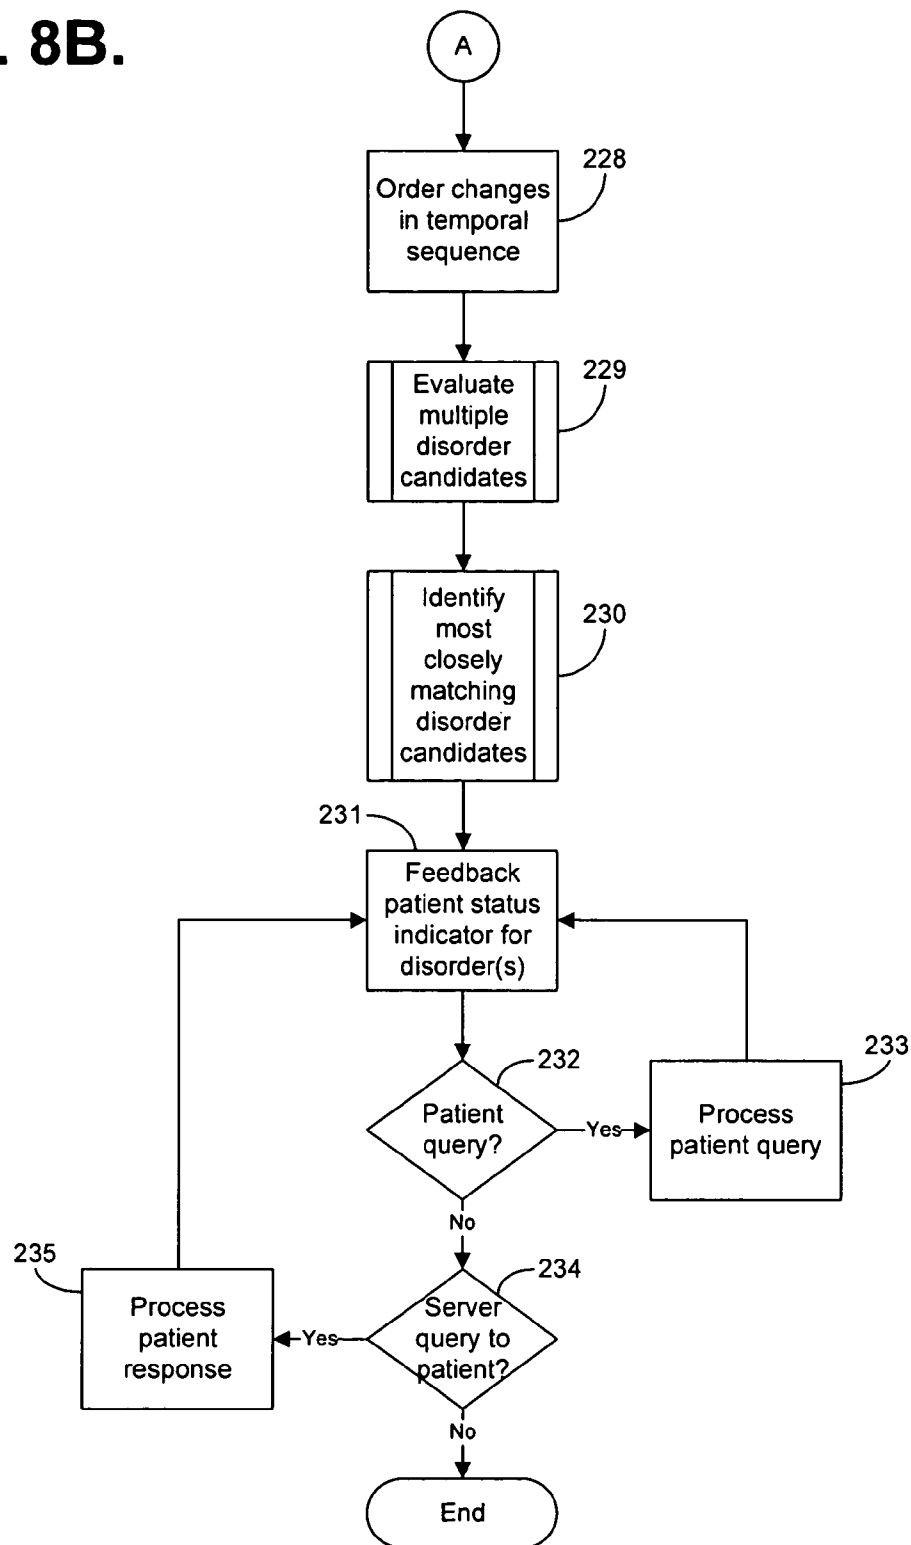 . 8B.
A
228
Order changes
in temporal
sequence
229
Evaluate
multiple
disorder
candidates
230
Identify
most
closely
matching
disorder
candidates
231
Feedback
patient status
indicator for
disorder(s)
232
Patient
query?
Yes
233
Process
patient query
No
234
Server
query to
patient?
Yes
235
Process
patient
response
No
End